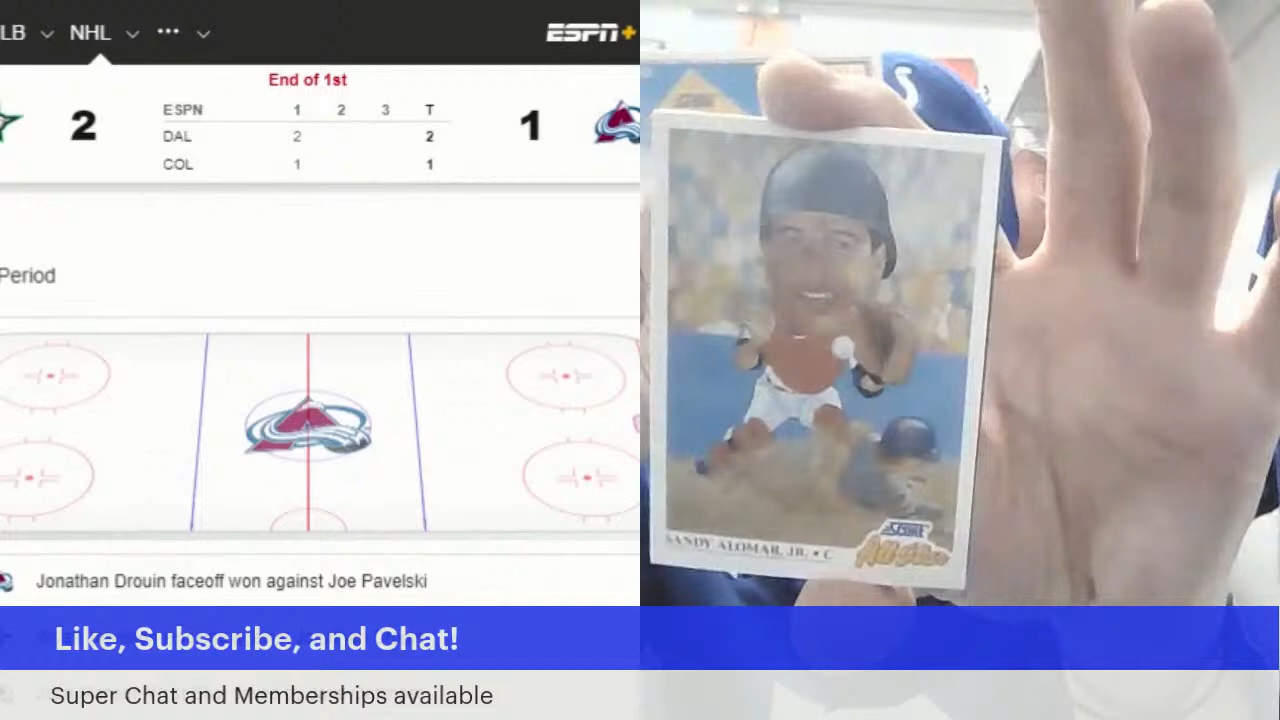 LB NHL ••• ESPN+
End of 1st
2 ESPN 1 2 3 T 1
DAL 2 2
COL 1 1
Period
Jonathan Drouin faceoff won against Joe Pavelski
SANDY ALOMAR, JR. • C
SCORE
All-Star
Like, Subscribe, and Chat!
Super Chat and Memberships available